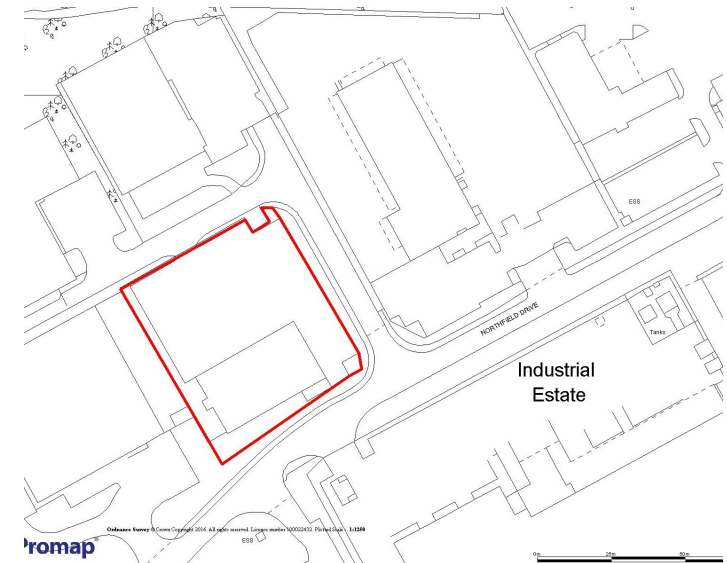 ESS
NORTHFIELD DRIVE
Tanks
Industrial
Estate
Ordnance Survey © Crown Copyright 2016. All rights reserved. Licence number 100022432. Plotted Scale - 1:1250
ESS
Promap
0m 25m 50m